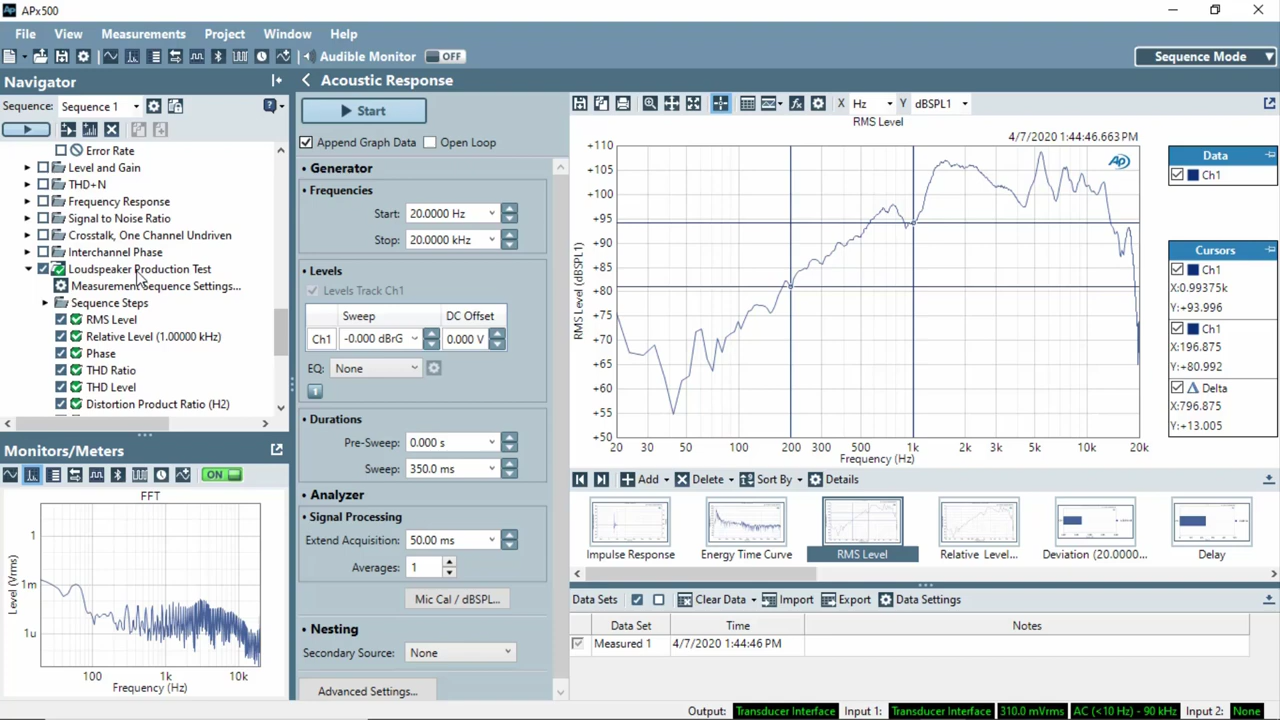 APx500
File View Measurements Project Window Help
Audible Monitor OFF
Sequence Mode
Navigator
Sequence: Sequence 1
Error Rate
Level and Gain
THD+N
Frequency Response
Signal to Noise Ratio
Crosstalk, One Channel Undriven
Interchannel Phase
Loudspeaker Production Test
Measurement Sequence Settings...
Sequence Steps
RMS Level
Relative Level (1.00000 kHz)
Phase
THD Ratio
THD Level
Distortion Product Ratio (H2)
Monitors/Meters
ON
FFT
Level (Vrms)
1
1m
1u
100 1k 10k
Frequency (Hz)
Acoustic Response
Start
Append Graph Data Open Loop
Generator
Frequencies
Start: 20.0000 Hz
Stop: 20.0000 kHz
Levels
Levels Track Ch1
Sweep DC Offset
Ch1 -0.000 dBrG 0.000 V
EQ: None
Durations
Pre-Sweep: 0.000 s
Sweep: 350.0 ms
Analyzer
Signal Processing
Extend Acquisition: 50.00 ms
Averages: 1
Mic Cal / dBSPL...
Nesting
Secondary Source: None
Advanced Settings...
X Hz Y dBSPL1
RMS Level
4/7/2020 1:44:46.663 PM
RMS Level (dBSPL1)
+110
+105
+100
+95
+90
+85
+80
+75
+70
+65
+60
+55
+50
20 30 50 100 200 300 500 1k 2k 3k 5k 10k 20k
Frequency (Hz)
Data
Ch1
Cursors
Ch1
X:0.99375k
Y:+93.996
Ch1
X:196.875
Y:+80.992
Delta
X:796.875
Y:+13.005
Add Delete Sort By Details
Impulse Response Energy Time Curve RMS Level Relative Level... Deviation (20.0000... Delay
Data Sets Clear Data Import Export Data Settings
Data Set Time Notes
Measured 1 4/7/2020 1:44:46 PM
Output: Transducer Interface Input 1: Transducer Interface 310.0 mVrms AC (<10 Hz) - 90 kHz Input 2: None